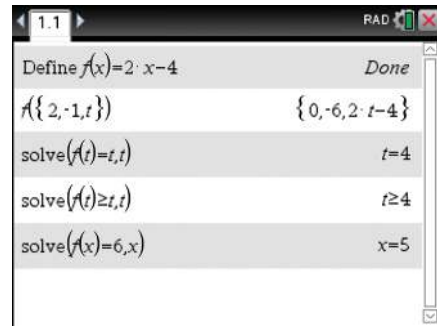 1.1 RAD
Define f(x)=2·x−4 Done
f({2,-1,t}) {0,-6,2·t−4}
solve(f(t)=t,t) t=4
solve(f(t)≥t,t) t≥4
solve(f(x)=6,x) x=5